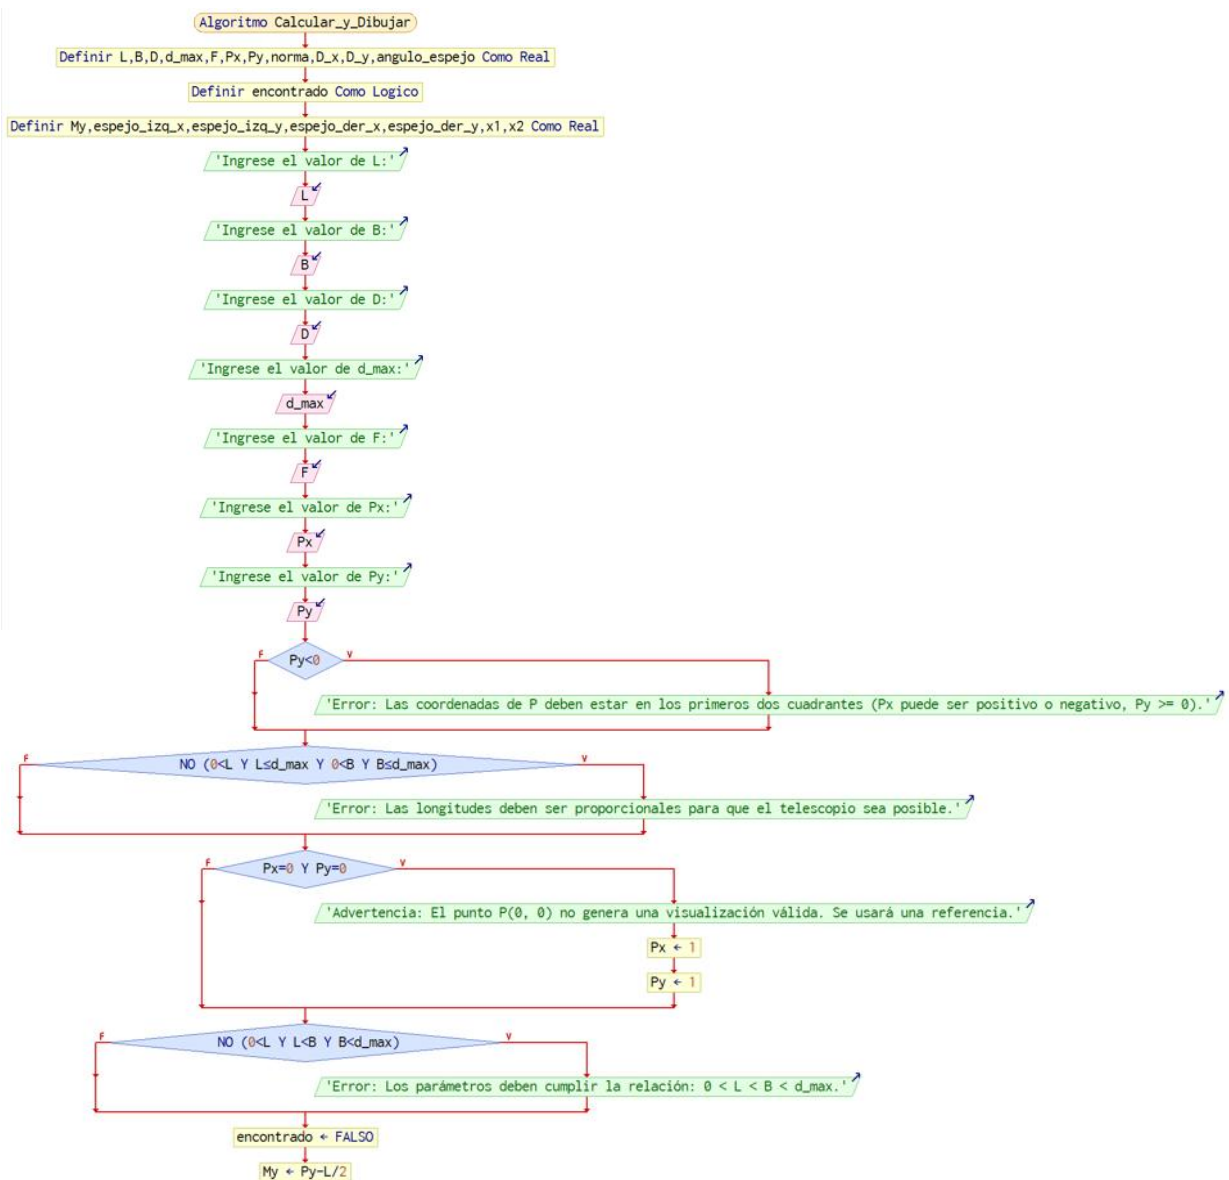 Algoritmo Calcular_y_Dibujar
Definir L,B,D,d_max,F,Px,Py,norma,D_x,D_y,angulo_espejo Como Real
Definir encontrado Como Logico
Definir My,espejo_izq_x,espejo_izq_y,espejo_der_x,espejo_der_y,x1,x2 Como Real
'Ingrese el valor de L:'
L
'Ingrese el valor de B:'
B
'Ingrese el valor de D:'
D
'Ingrese el valor de d_max:'
d_max
'Ingrese el valor de F:'
F
'Ingrese el valor de Px:'
Px
'Ingrese el valor de Py:'
Py
F Py<0 V
'Error: Las coordenadas de P deben estar en los primeros dos cuadrantes (Px puede ser positivo o negativo, Py >= 0).'
F NO (0<L Y L≤d_max Y 0<B Y B≤d_max) V
'Error: Las longitudes deben ser proporcionales para que el telescopio sea posible.'
F Px=0 Y Py=0 V
'Advertencia: El punto P(0, 0) no genera una visualización válida. Se usará una referencia.'
Px ← 1
Py ← 1
F NO (0<L Y L<B Y B<d_max) V
'Error: Los parámetros deben cumplir la relación: 0 < L < B < d_max.'
encontrado ← FALSO
My ← Py-L/2